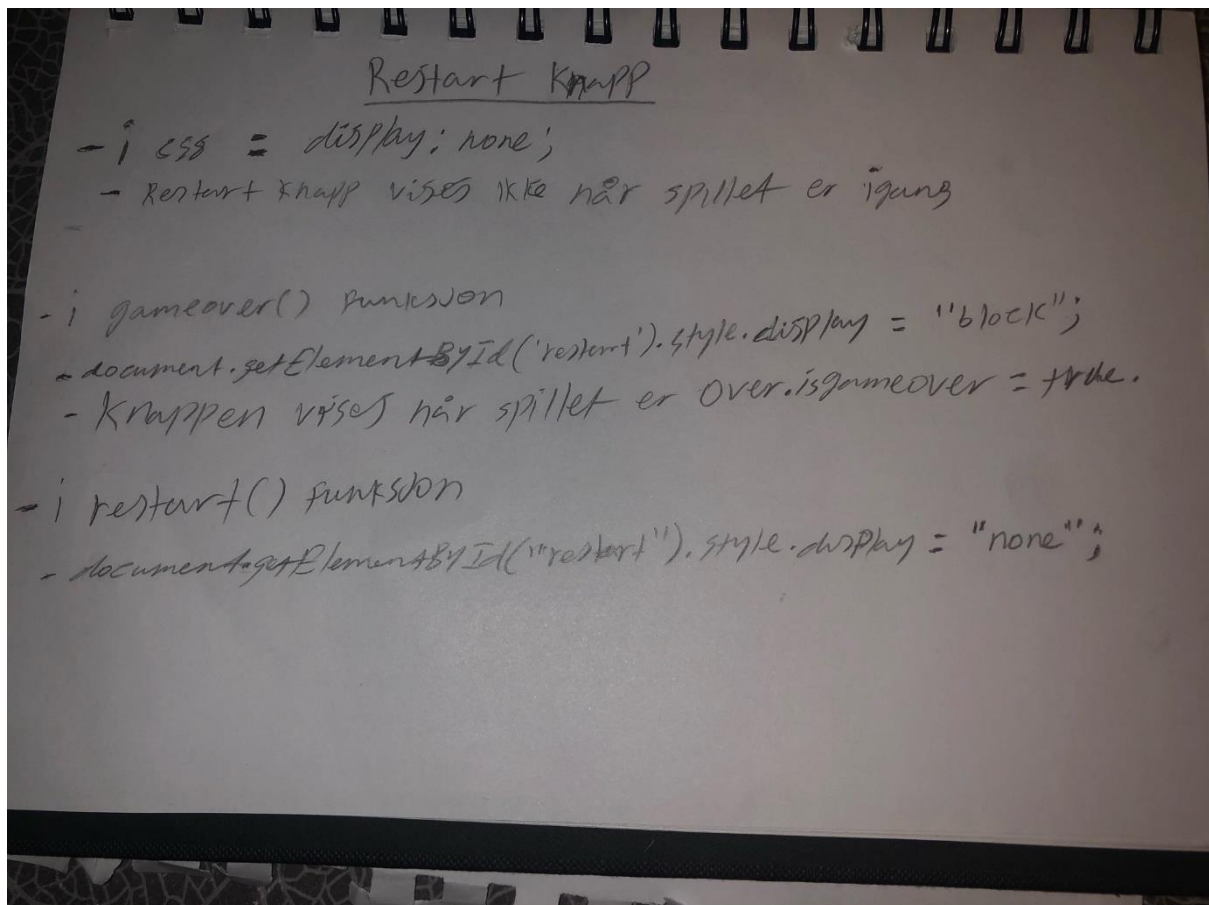 Restart Knapp
- i css = display: none;
- Restart knapp vises ikke når spillet er igang
- i gameover() funksjon
- document.getElementById('restart').style.display = "block";
- Knappen vises når spillet er over.isgameover = true.
- i restart() funksjon
- document.getElementById("restart").style.display = "none";